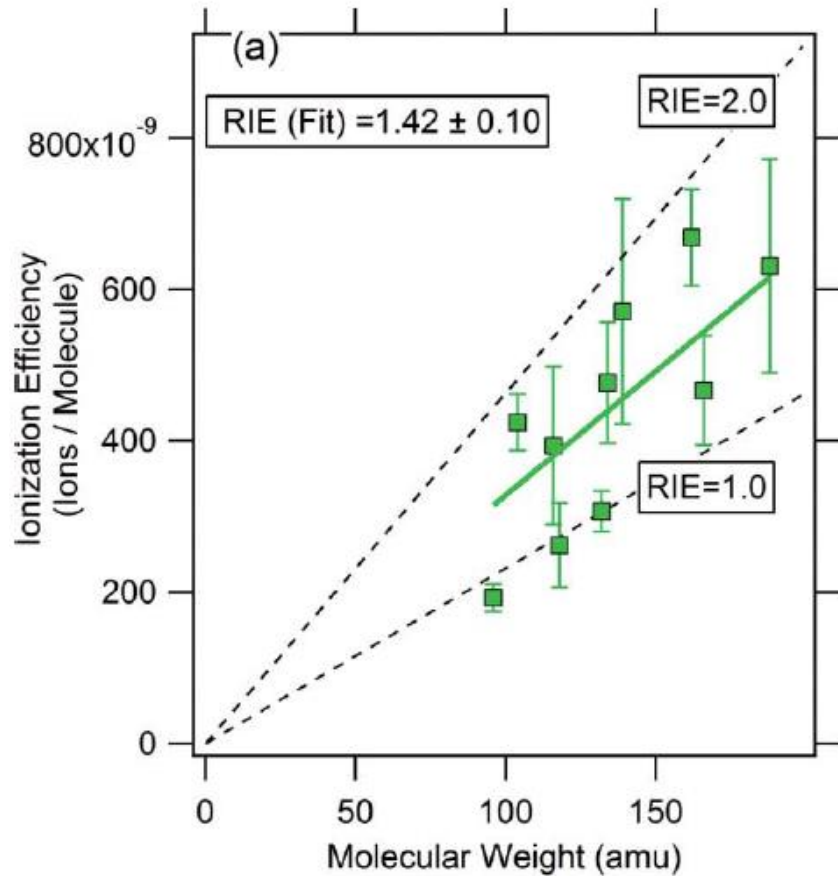 (a)
RIE (Fit) =1.42 ± 0.10
RIE=2.0
RIE=1.0
800x10⁻⁹
600
400
200
0
Ionization Efficiency
(Ions / Molecule)
0 50 100 150
Molecular Weight (amu)